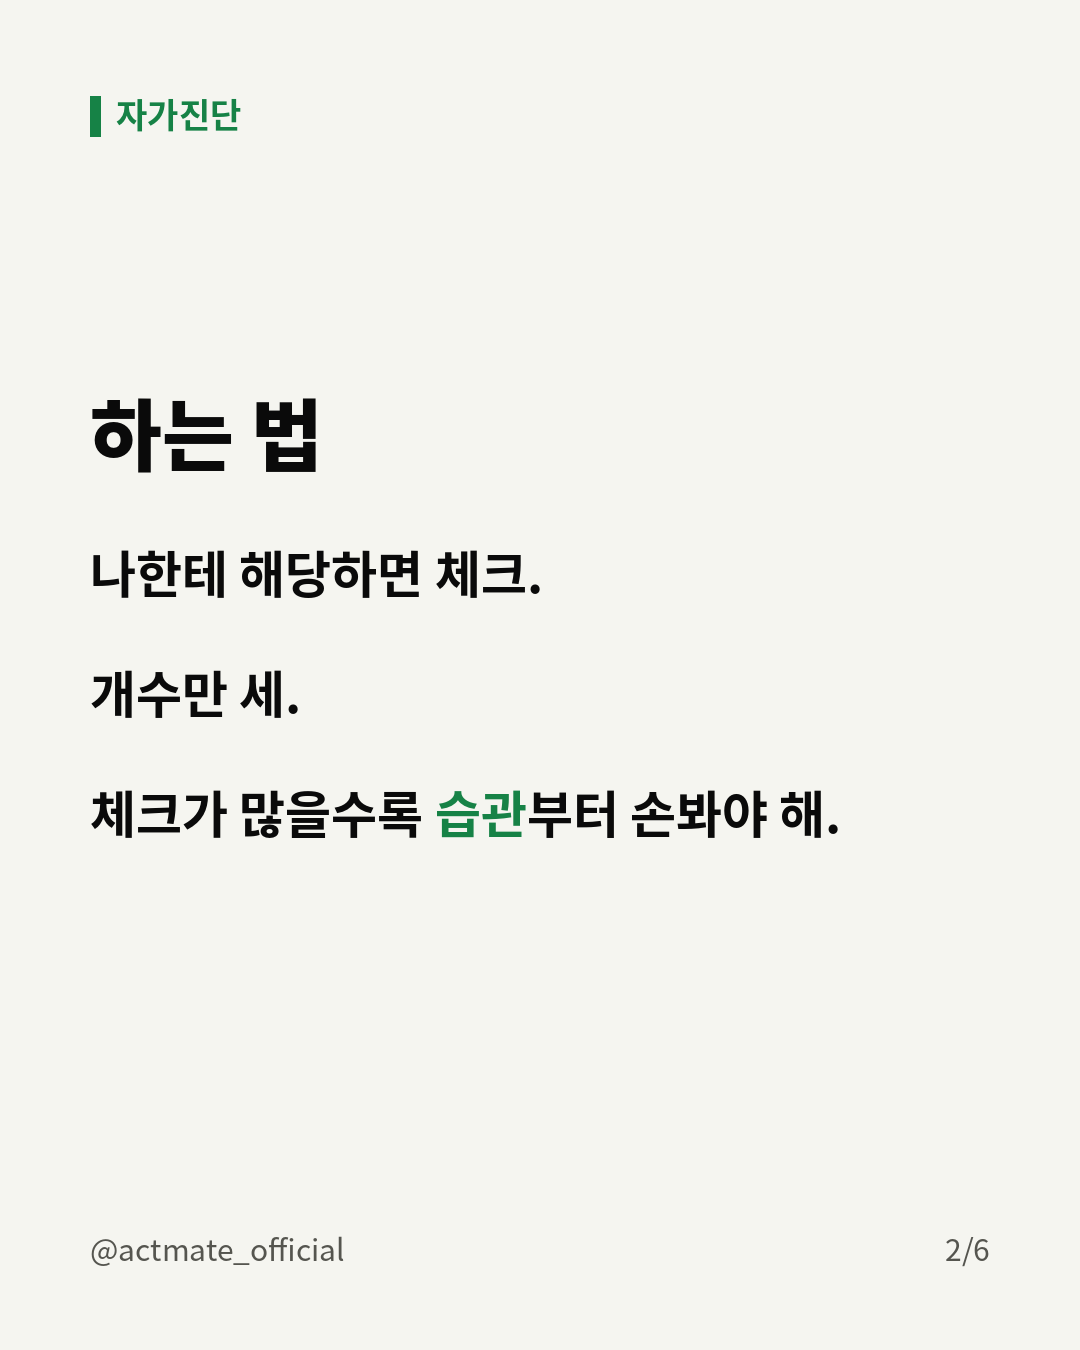 자가진단
하는 법
나한테 해당하면 체크.
개수만 세.
체크가 많을수록 습관부터 손봐야 해.
@actmate_official
2/6